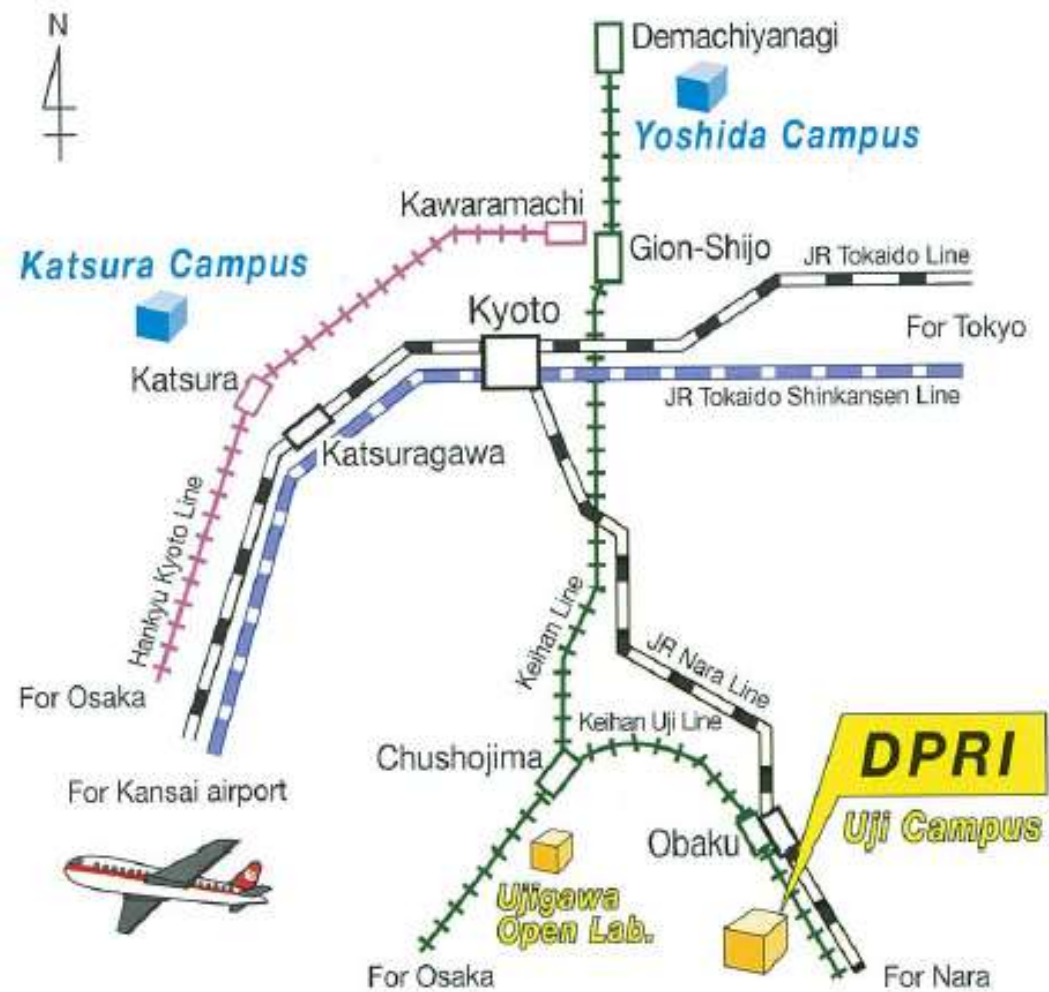 N
Demachiyanagi
Yoshida Campus
Kawaramachi
Katsura Campus
Gion-Shijo
JR Tokaido Line
Kyoto
For Tokyo
Katsura
JR Tokaido Shinkansen Line
Katsuragawa
Hankyu Kyoto Line
Keihan Line
JR Nara Line
For Osaka
Keihan Uji Line
Chushojima
DPRI
For Kansai airport
Uji Campus
Obaku
Ujigawa
Open Lab.
For Osaka
For Nara